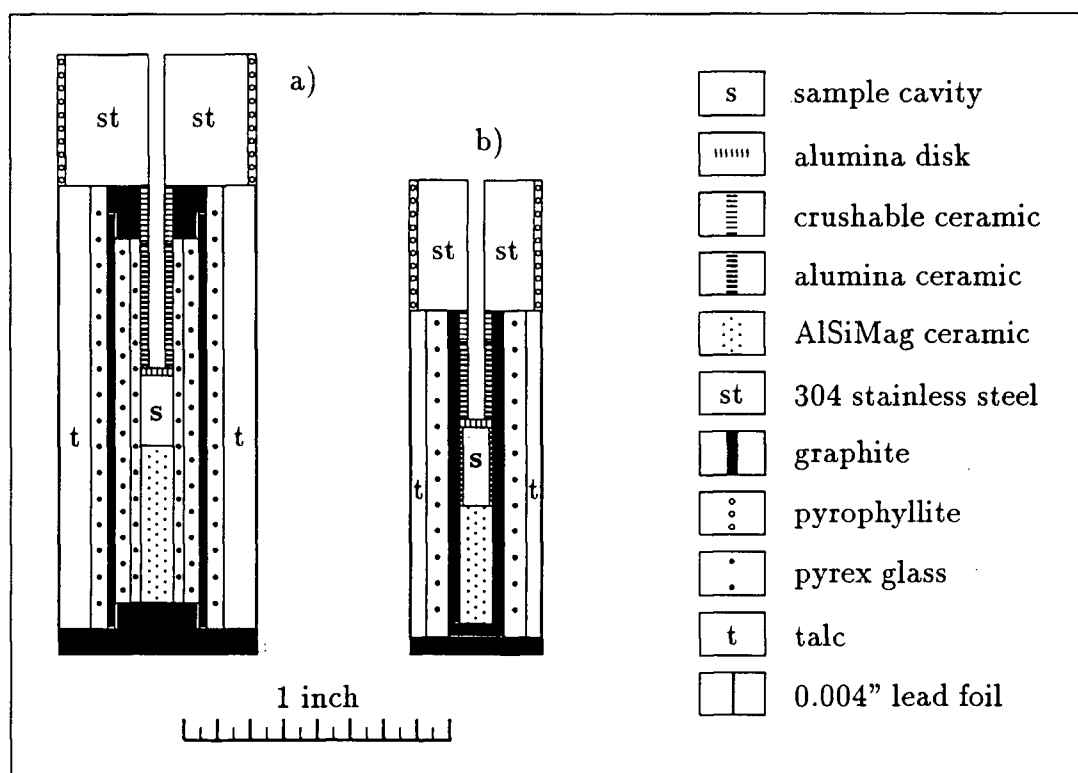 a)
st st
t s t
b)
st st
t s t
1 inch
s sample cavity
alumina disk
crushable ceramic
alumina ceramic
AlSiMag ceramic
st 304 stainless steel
graphite
pyrophyllite
pyrex glass
t talc
0.004” lead foil